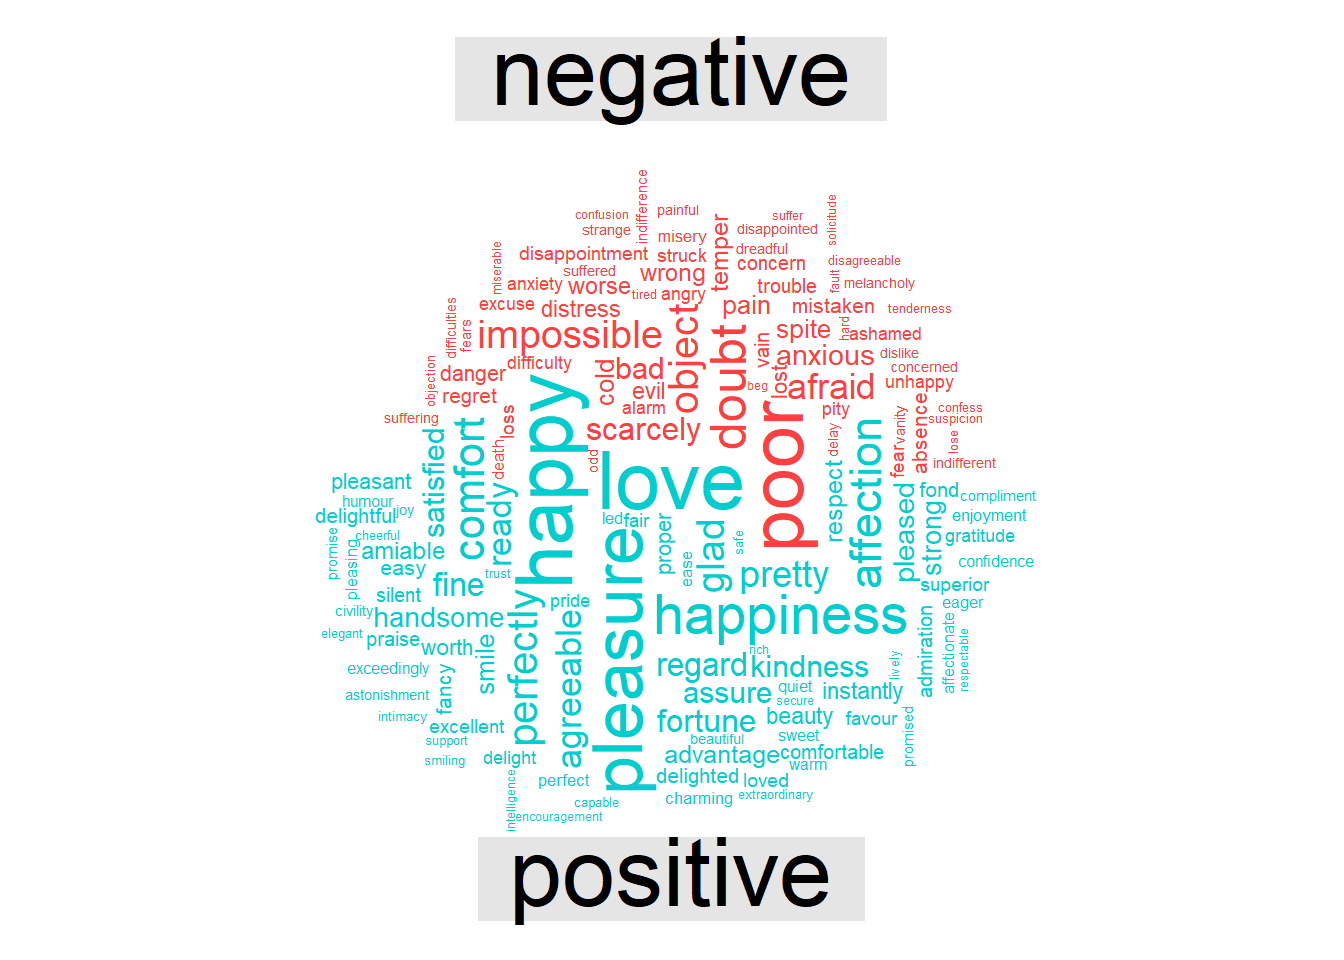 negative
indifference
confusion
painful
suffer
solicitude
strange
misery
temper
disappointed
disappointment
struck
dreadful
miserable
suffered
wrong
concern
disagreeable
anxiety
worse
tired
angry
trouble
fault
melancholy
excuse
distress
object
pain
mistaken
tenderness
difficulties
fears
impossible
doubt
vain
spite
hard
ashamed
objection
danger
difficulty
cold
bad
lost
anxious
dislike
concerned
regret
evil
beg
afraid
unhappy
suffering
loss
alarm
poor
pity
vanity
absence
confess
suspicion
death
odd
scarcely
delay
fear
lose
indifferent
happy
love
comfort
satisfied
affection
respect
pleasant
humour
joy
ready
pleased
fond
compliment
delightful
led
fair
proper
glad
safe
strong
enjoyment
promise
cheerful
gratitude
pleasing
amiable
pleasure
ease
easy
trust
pretty
confidence
silent
fine
superior
civility
pride
happiness
eager
handsome
elegant
praise
worth
smile
perfectly
agreeable
rich
admiration
affectionate
respectable
exceedingly
regard
kindness
lively
astonishment
fancy
assure
quiet
secure
instantly
intimacy
excellent
fortune
beauty
favour
promised
support
beautiful
sweet
smiling
delight
advantage
comfortable
warm
intelligence
perfect
delighted
loved
capable
charming
extraordinary
encouragement
positive